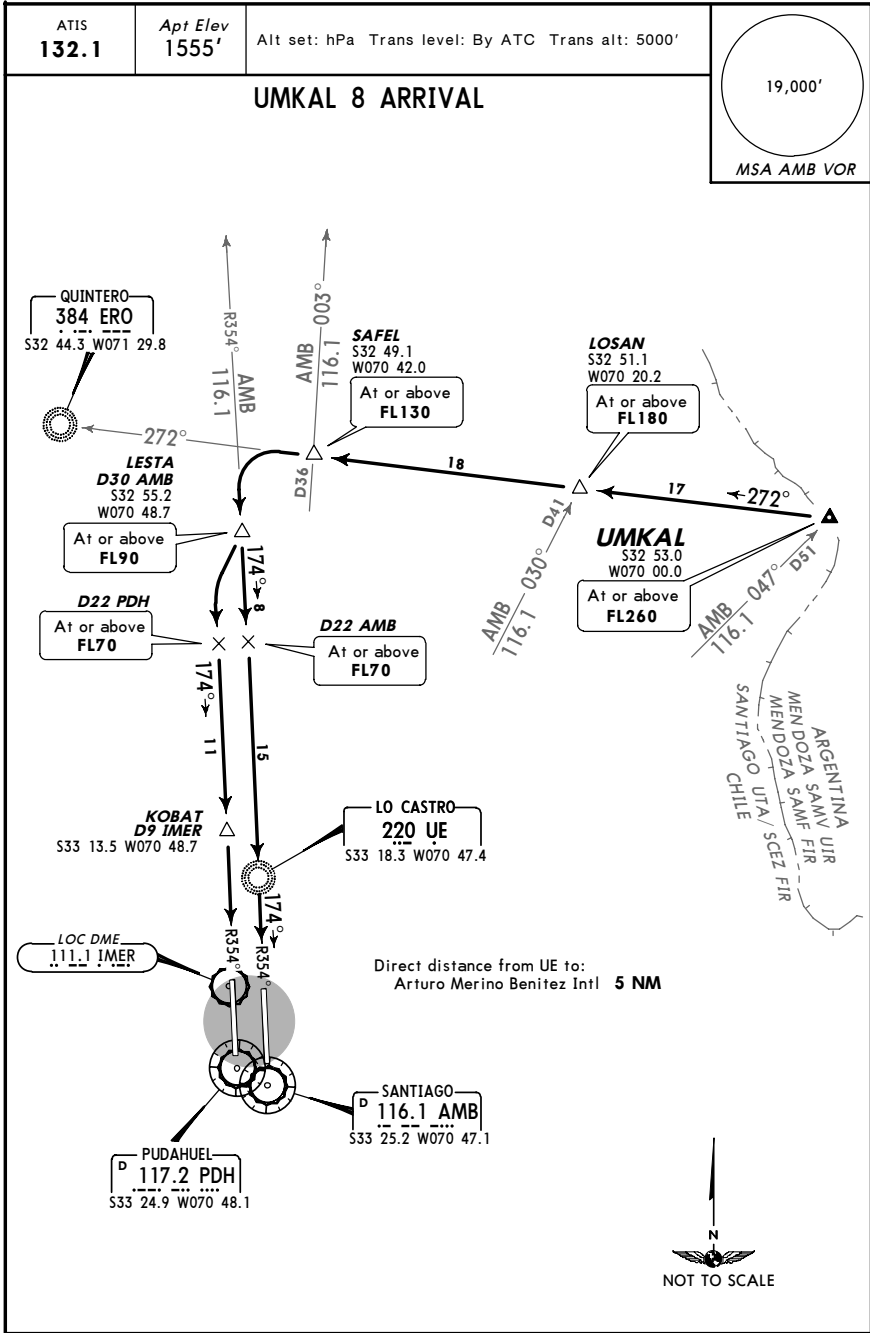 ATIS
132.1
Apt Elev
1555'
Alt set: hPa Trans level: By ATC Trans alt: 5000'
19,000'
MSA AMB VOR
UMKAL 8 ARRIVAL
QUINTERO
384 ERO
S32 44.3 W071 29.8
R354° AMB
116.1
AMB 003°
116.1
SAFEL
S32 49.1
W070 42.0
At or above
FL130
LOSAN
S32 51.1
W070 20.2
At or above
FL180
272°
D36
18
D41
17
272°
LESTA
D30 AMB
S32 55.2
W070 48.7
At or above
FL90
UMKAL
S32 53.0
W070 00.0
At or above
FL260
D51
AMB 030°
116.1
AMB 047°
116.1
174°
8
D22 PDH
At or above
FL70
D22 AMB
At or above
FL70
174°
11
15
ARGENTINA
MENDOZA SAMV UIR
MENDOZA SAMF FIR
SANTIAGO UTA/SCEZ FIR
CHILE
KOBAT
D9 IMER
S33 13.5 W070 48.7
LO CASTRO
220 UE
S33 18.3 W070 47.4
174°
R354°
R354°
LOC DME
111.1 IMER
Direct distance from UE to:
Arturo Merino Benitez Intl 5 NM
SANTIAGO
D 116.1 AMB
S33 25.2 W070 47.1
PUDAHUEL
D 117.2 PDH
S33 24.9 W070 48.1
N
NOT TO SCALE